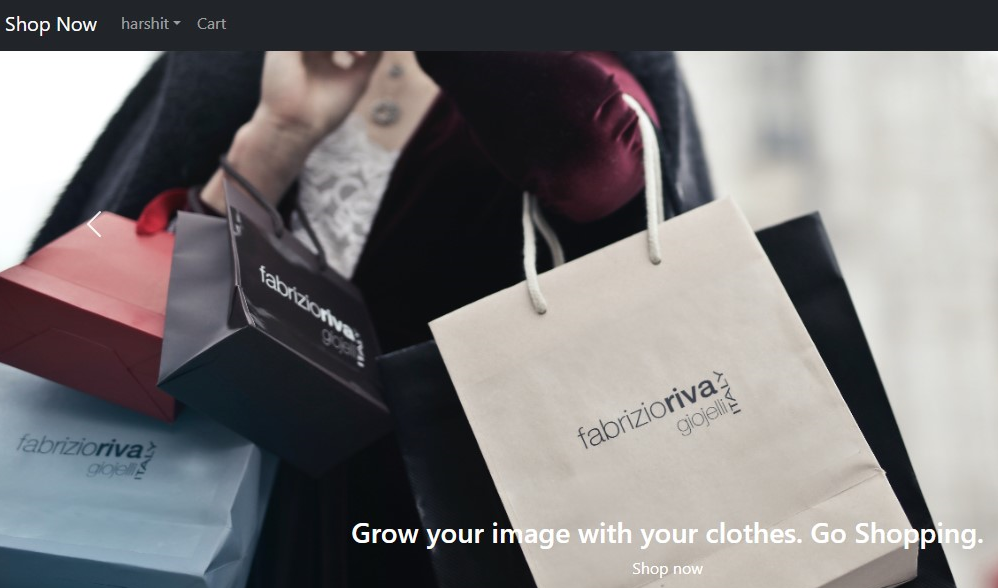 Shop Now harshit Cart
fabrizioriva
gioielli
ITALY
fabrizioriva
gioielli
ITALY
fabrizioriva
gioielli
ITALY
Grow your image with your clothes. Go Shopping.
Shop now